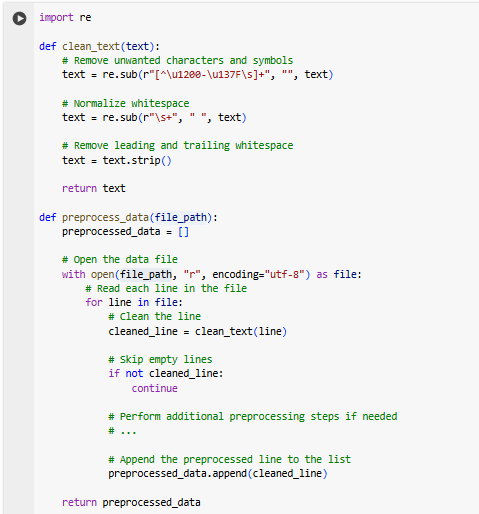 import re
def clean_text(text):
# Remove unwanted characters and symbols
text = re.sub(r"[^\u1200-\u137F\s]+", "", text)
# Normalize whitespace
text = re.sub(r"\s+", " ", text)
# Remove leading and trailing whitespace
text = text.strip()
return text
def preprocess_data(file_path):
preprocessed_data = []
# Open the data file
with open(file_path, "r", encoding="utf-8") as file:
# Read each line in the file
for line in file:
# Clean the line
cleaned_line = clean_text(line)
# Skip empty lines
if not cleaned_line:
continue
# Perform additional preprocessing steps if needed
# ...
# Append the preprocessed line to the list
preprocessed_data.append(cleaned_line)
return preprocessed_data